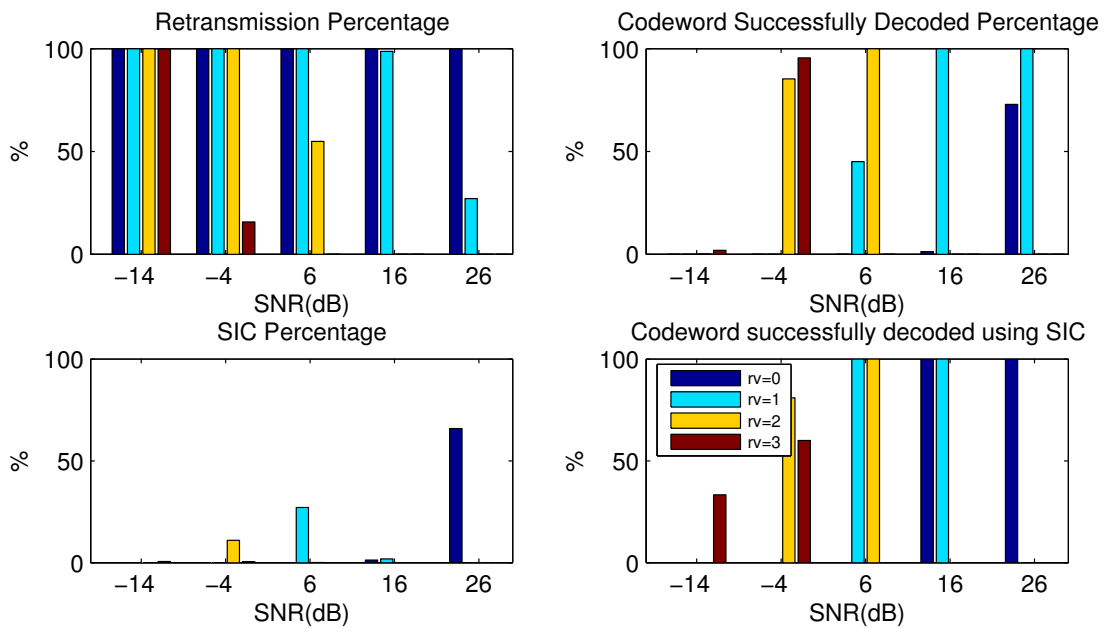 Retransmission Percentage
100
50
0
%
−14 −4 6 16 26
SNR(dB)
Codeword Successfully Decoded Percentage
100
50
0
%
−14 −4 6 16 26
SNR(dB)
SIC Percentage
100
50
0
%
−14 −4 6 16 26
SNR(dB)
Codeword successfully decoded using SIC
100
50
0
%
rv=0
rv=1
rv=2
rv=3
−14 −4 6 16 26
SNR(dB)